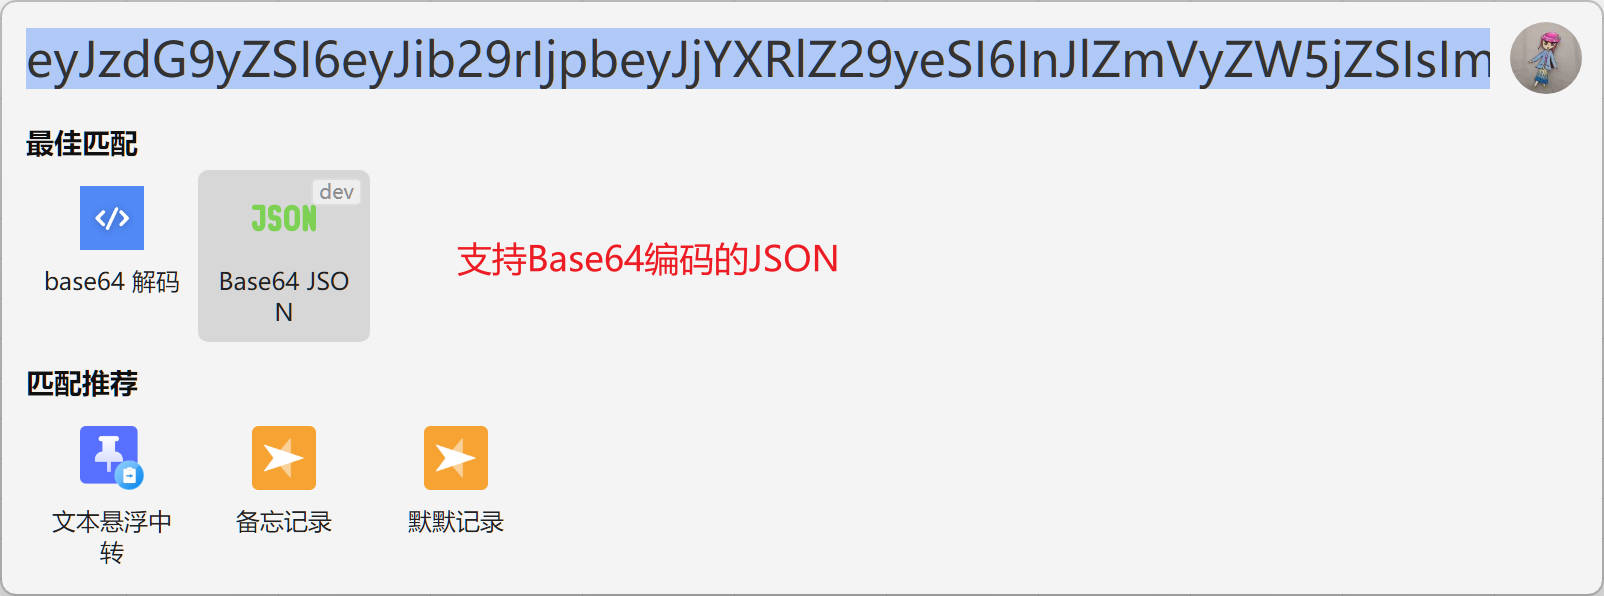 eyJzdG9yZSI6eyJib29rIjpbeyJjYXRlZ29yeSI6InJlZmVyZW5jZSIsIm
最佳匹配
dev
JSON
base64 解码
Base64 JSO
N
支持Base64编码的JSON
匹配推荐
文本悬浮中
转
备忘记录
默默记录